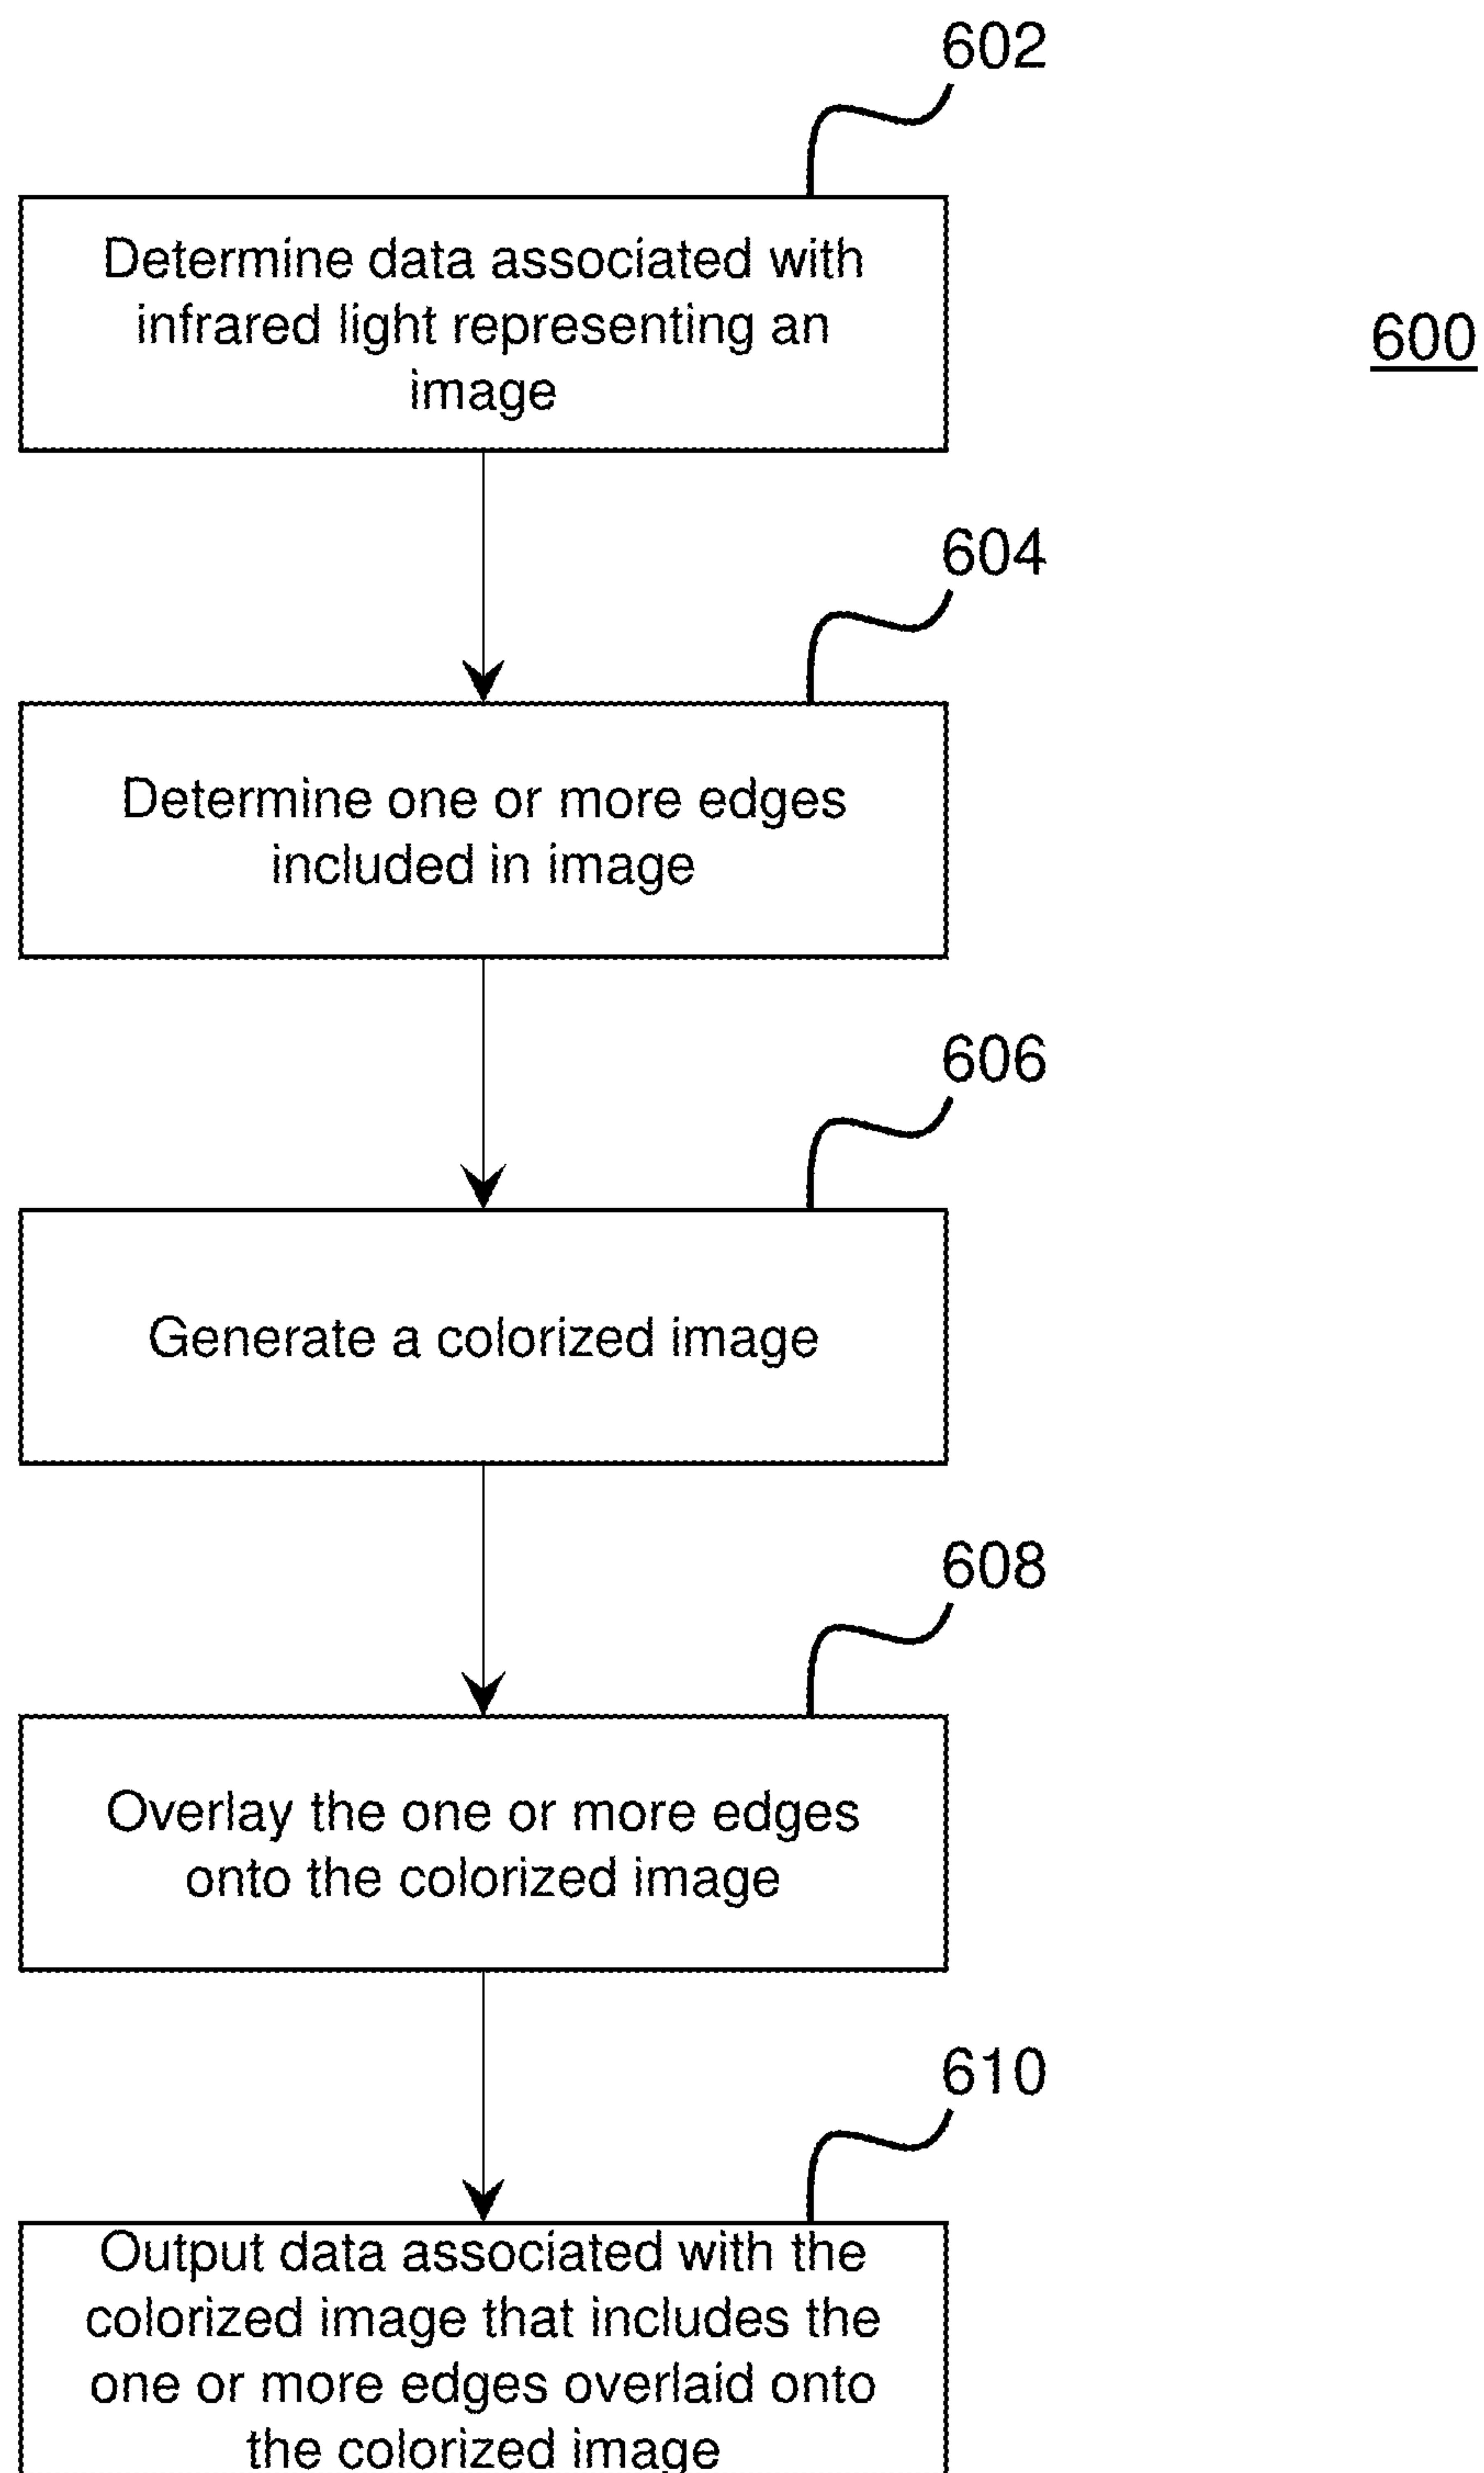 602
Determine data associated with
infrared light representing an
image
600
604
Determine one or more edges
included in image
606
Generate a colorized image
608
Overlay the one or more edges
onto the colorized image
610
Output data associated with the
colorized image that includes the
one or more edges overlaid onto
the colorized image